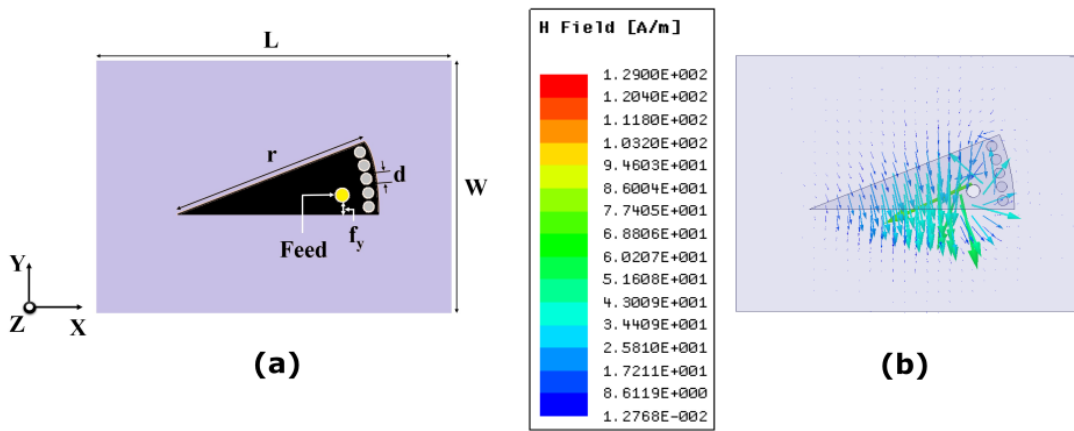 L
W
r
d
Feed
f_y
Y
Z
X
(a)
H Field [A/m]
1.2900E+002
1.2040E+002
1.1180E+002
1.0320E+002
9.4603E+001
8.6004E+001
7.7405E+001
6.8806E+001
6.0207E+001
5.1608E+001
4.3009E+001
3.4409E+001
2.5810E+001
1.7211E+001
8.6119E+000
1.2768E-002
(b)